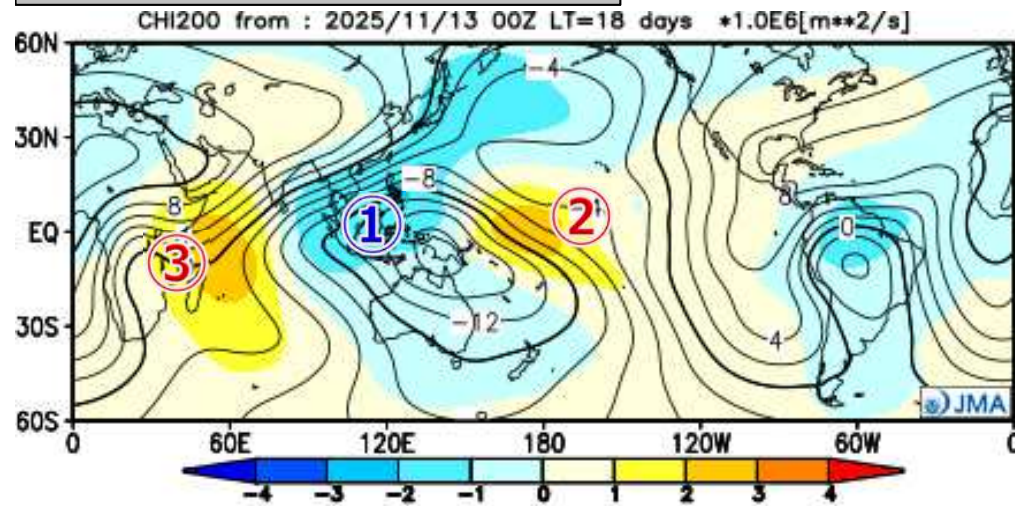 CHI200 from : 2025/11/13 00Z LT=18 days *1.0E6[m**2/s]
60N
-4
30N
-8
8
8
EQ
①
②
0
③
30S
-12
4
JMA
60S
0 60E 120E 180 120W 60W 0
-4 -3 -2 -1 0 1 2 3 4